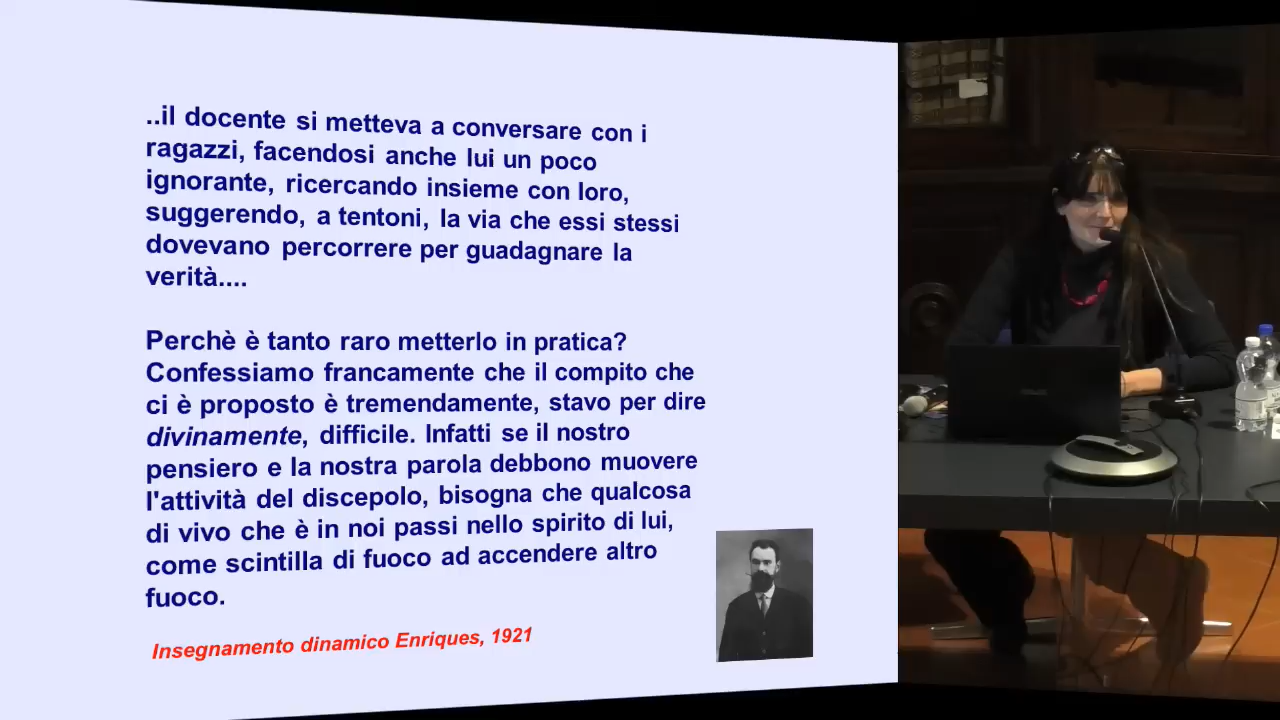 ..il docente si metteva a conversare con i
ragazzi, facendosi anche lui un poco
ignorante, ricercando insieme con loro,
suggerendo, a tentoni, la via che essi stessi
dovevano percorrere per guadagnare la
verità....
Perchè è tanto raro metterlo in pratica?
Confessiamo francamente che il compito che
ci è proposto è tremendamente, stavo per dire
divinamente, difficile. Infatti se il nostro
pensiero e la nostra parola debbono muovere
l'attività del discepolo, bisogna che qualcosa
di vivo che è in noi passi nello spirito di lui,
come scintilla di fuoco ad accendere altro
fuoco.
Insegnamento dinamico Enriques, 1921